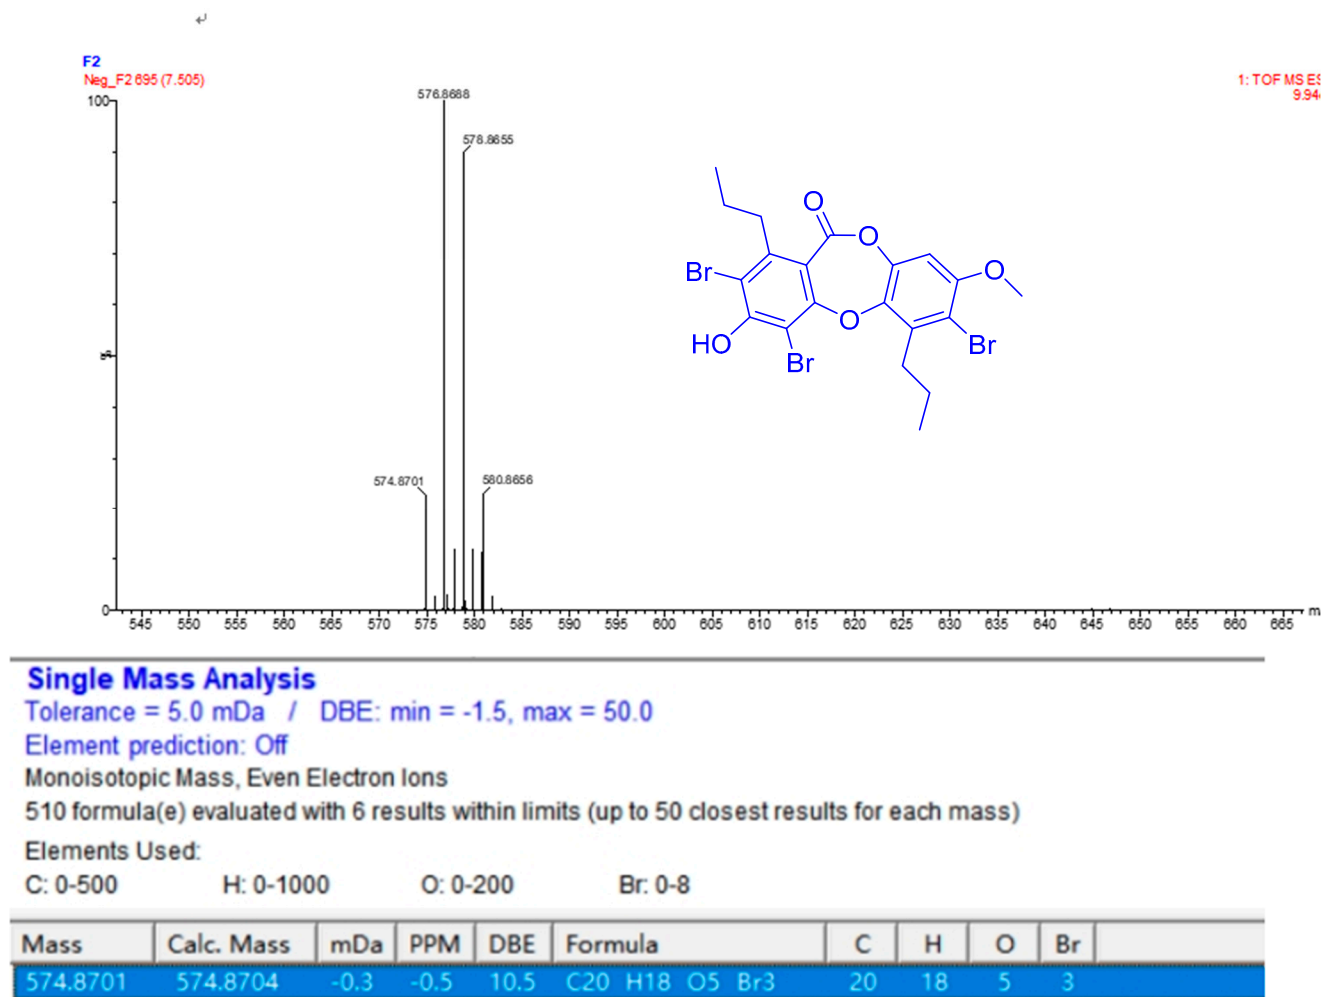 F2
Neg_F2 695 (7.505)
1: TOF MS ES
9.94
100
576.8688
578.8655
574.8701
580.8656
0
545 550 555 560 565 570 575 580 585 590 595 600 605 610 615 620 625 630 635 640 645 650 655 660 665
m
O
O
Br
O
HO
O
Br
Br
Single Mass Analysis
Tolerance = 5.0 mDa / DBE: min = -1.5, max = 50.0
Element prediction: Off
Monoisotopic Mass, Even Electron Ions
510 formula(e) evaluated with 6 results within limits (up to 50 closest results for each mass)
Elements Used:
C: 0-500 H: 0-1000 O: 0-200 Br: 0-8
Mass Calc. Mass mDa PPM DBE Formula C H O Br
574.8701 574.8704 -0.3 -0.5 10.5 C20 H18 O5 Br3 20 18 5 3